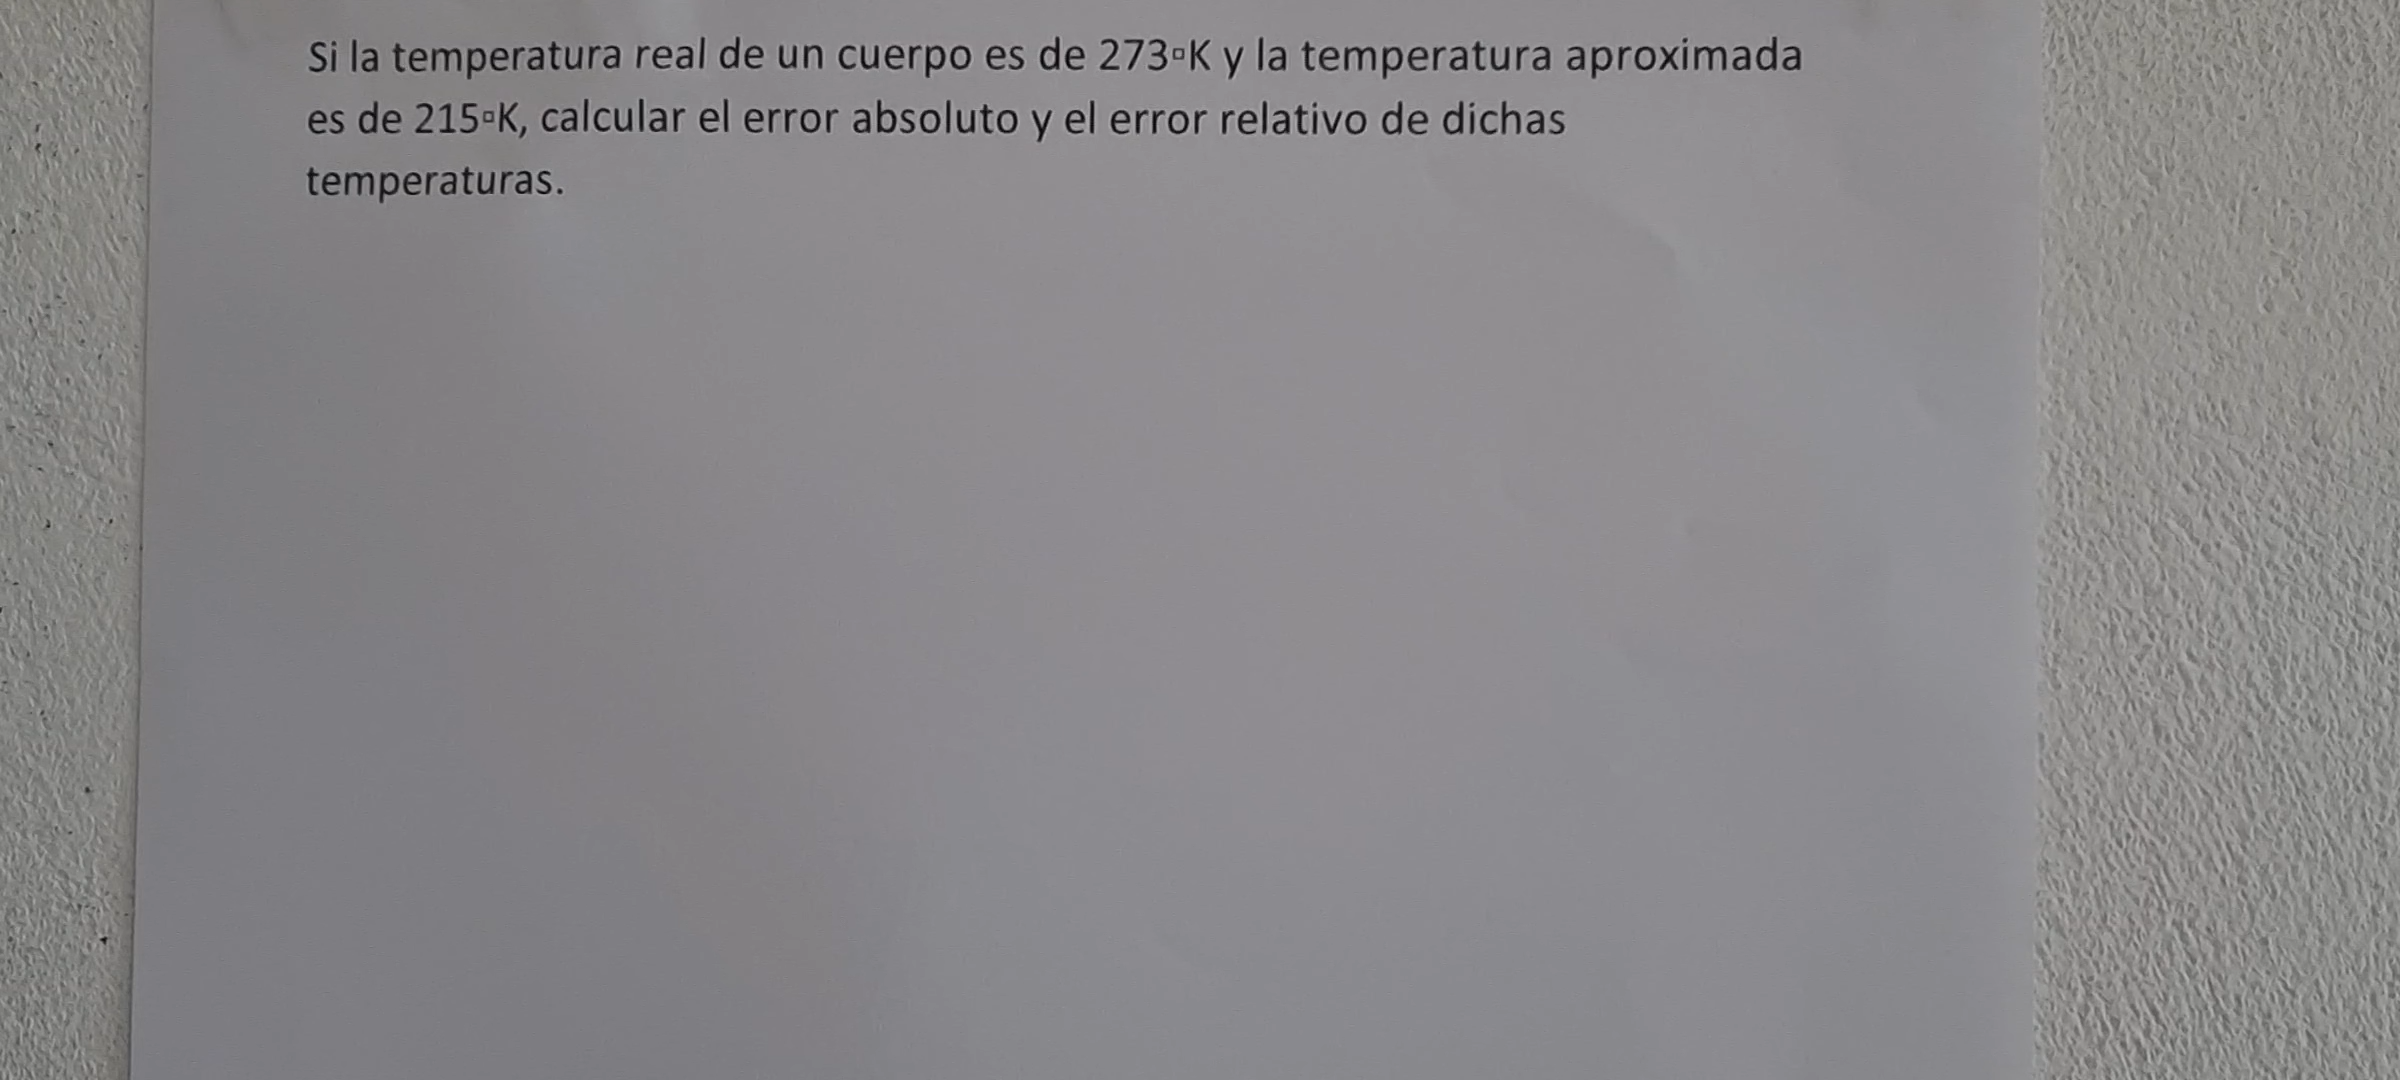 Si la temperatura real de un cuerpo es de 273▫K y la temperatura aproximada
es de 215▫K, calcular el error absoluto y el error relativo de dichas
temperaturas.